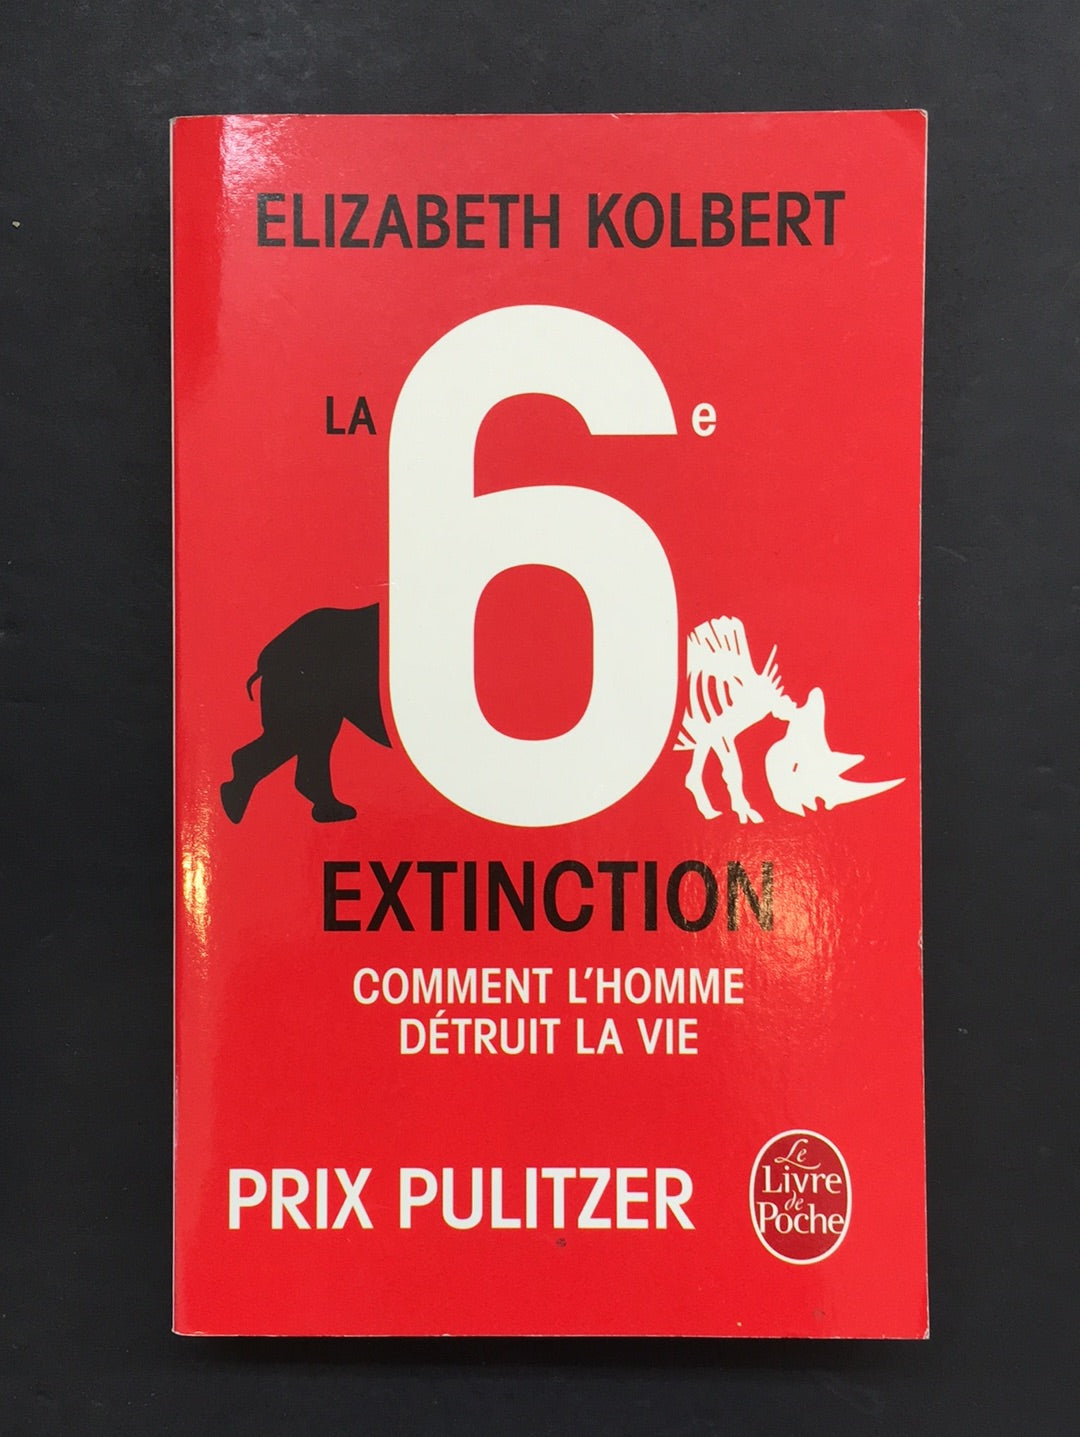 ELIZABETH KOLBERT
LA 6e
EXTINCTION
COMMENT L'HOMME
DÉTRUIT LA VIE
PRIX PULITZER
Le
Livre
de
Poche